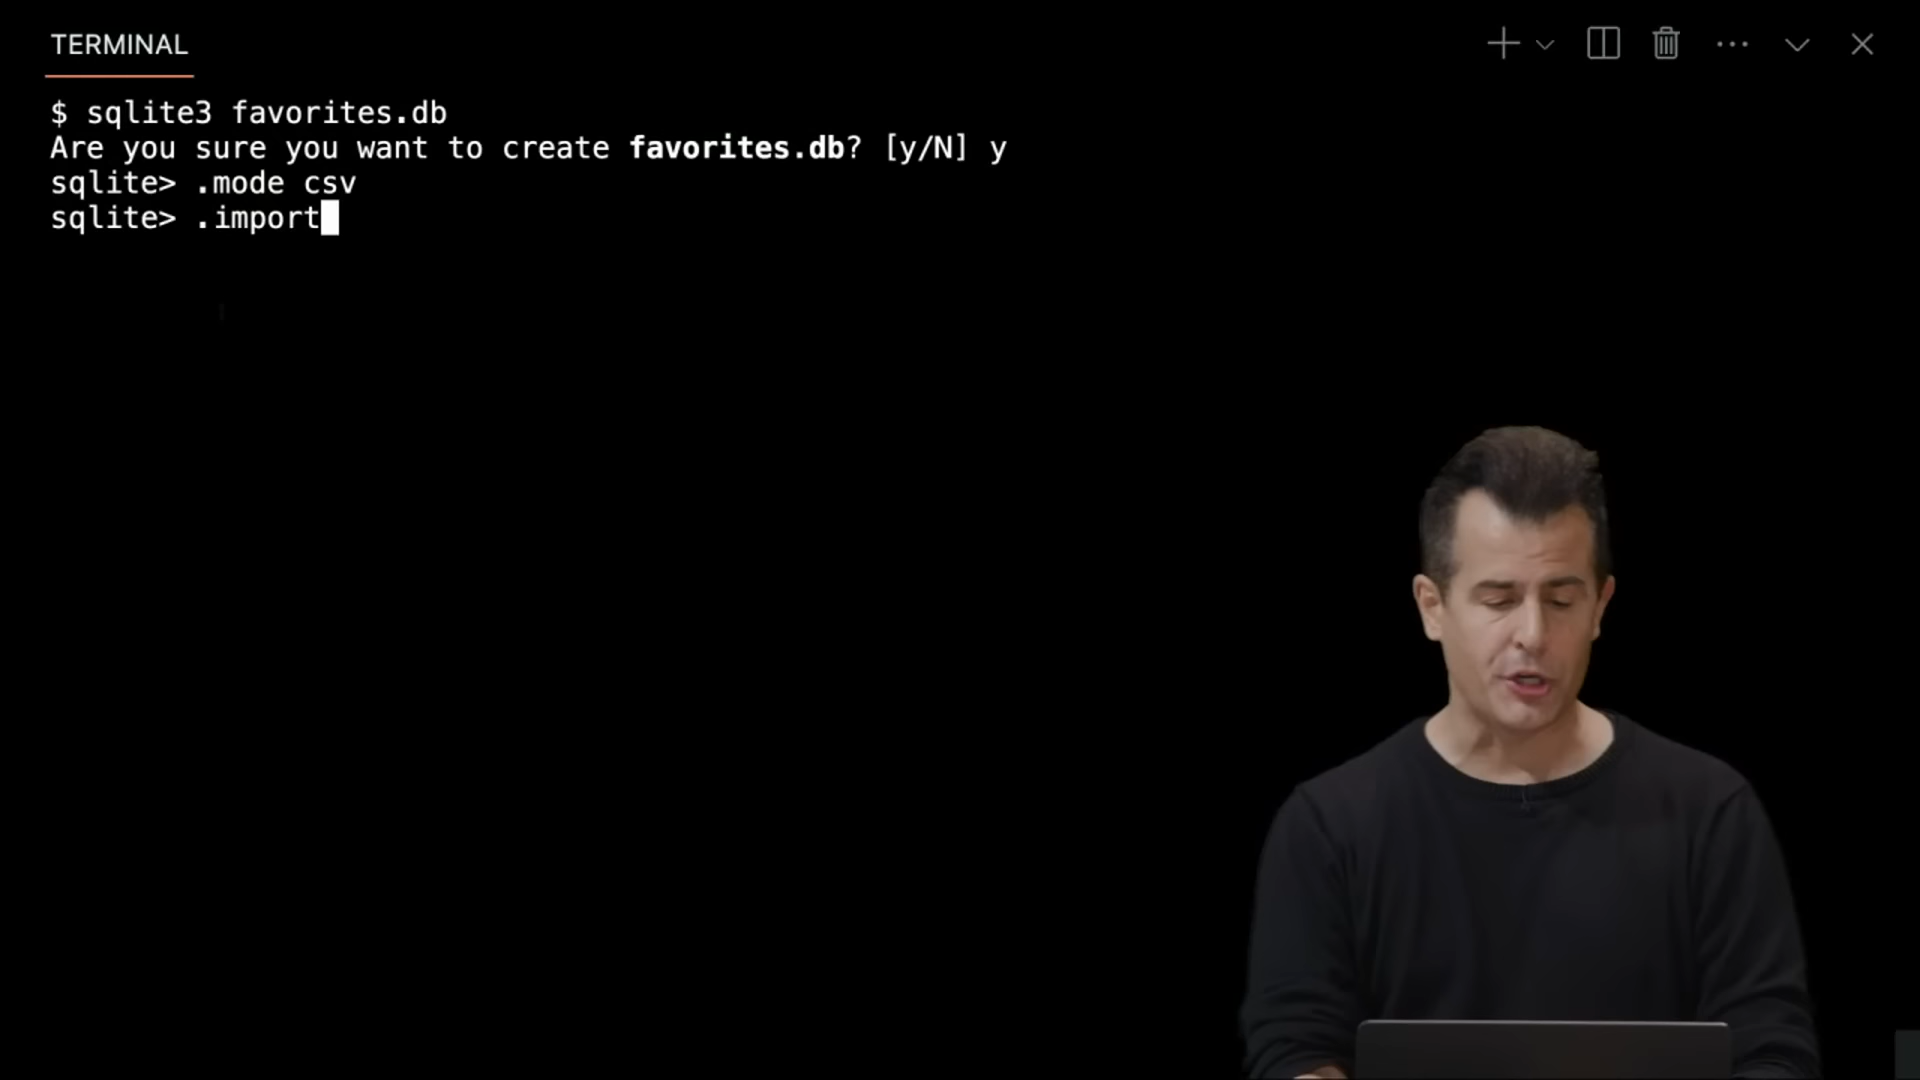 TERMINAL
$ sqlite3 favorites.db
Are you sure you want to create favorites.db? [y/N] y
sqlite> .mode csv
sqlite> .import